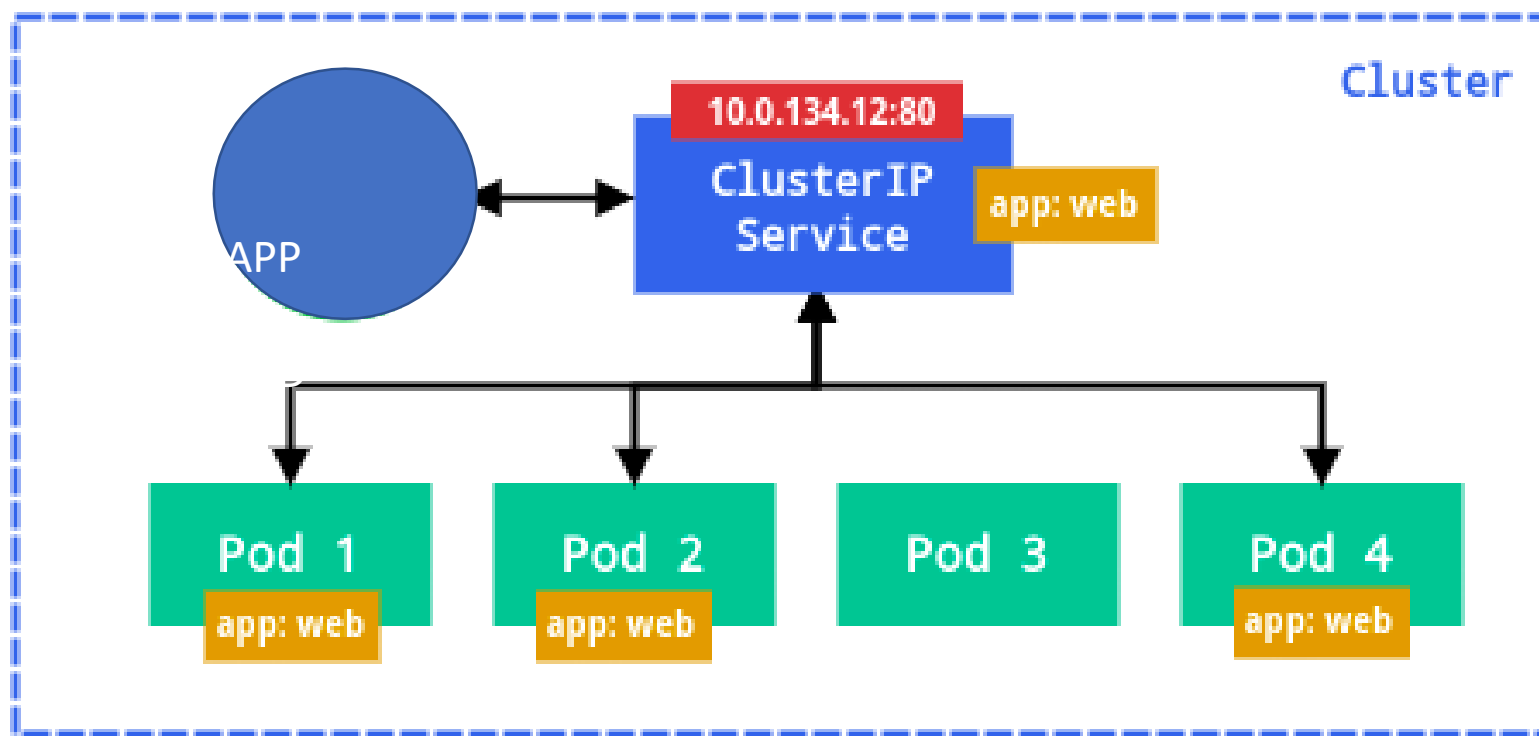 Cluster
10.0.134.12:80
ClusterIP
Service
app: web
APP
Pod 1
Pod 2
Pod 3
Pod 4
app: web
app: web
app: web